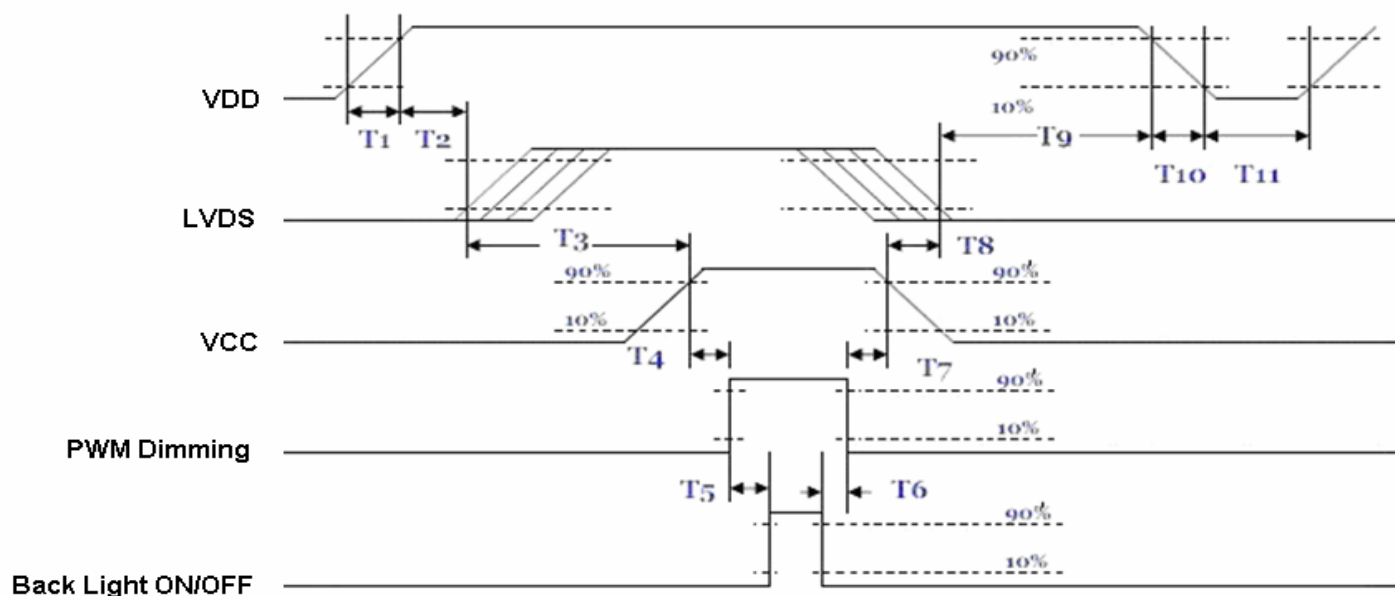 90%
VDD
10%
T1 T2 T9 T10 T11
LVDS
T3 T8
90% 90%
10% 10%
VCC
T4 T7
90%
10%
PWM Dimming
T5 T6
90%
10%
Back Light ON/OFF